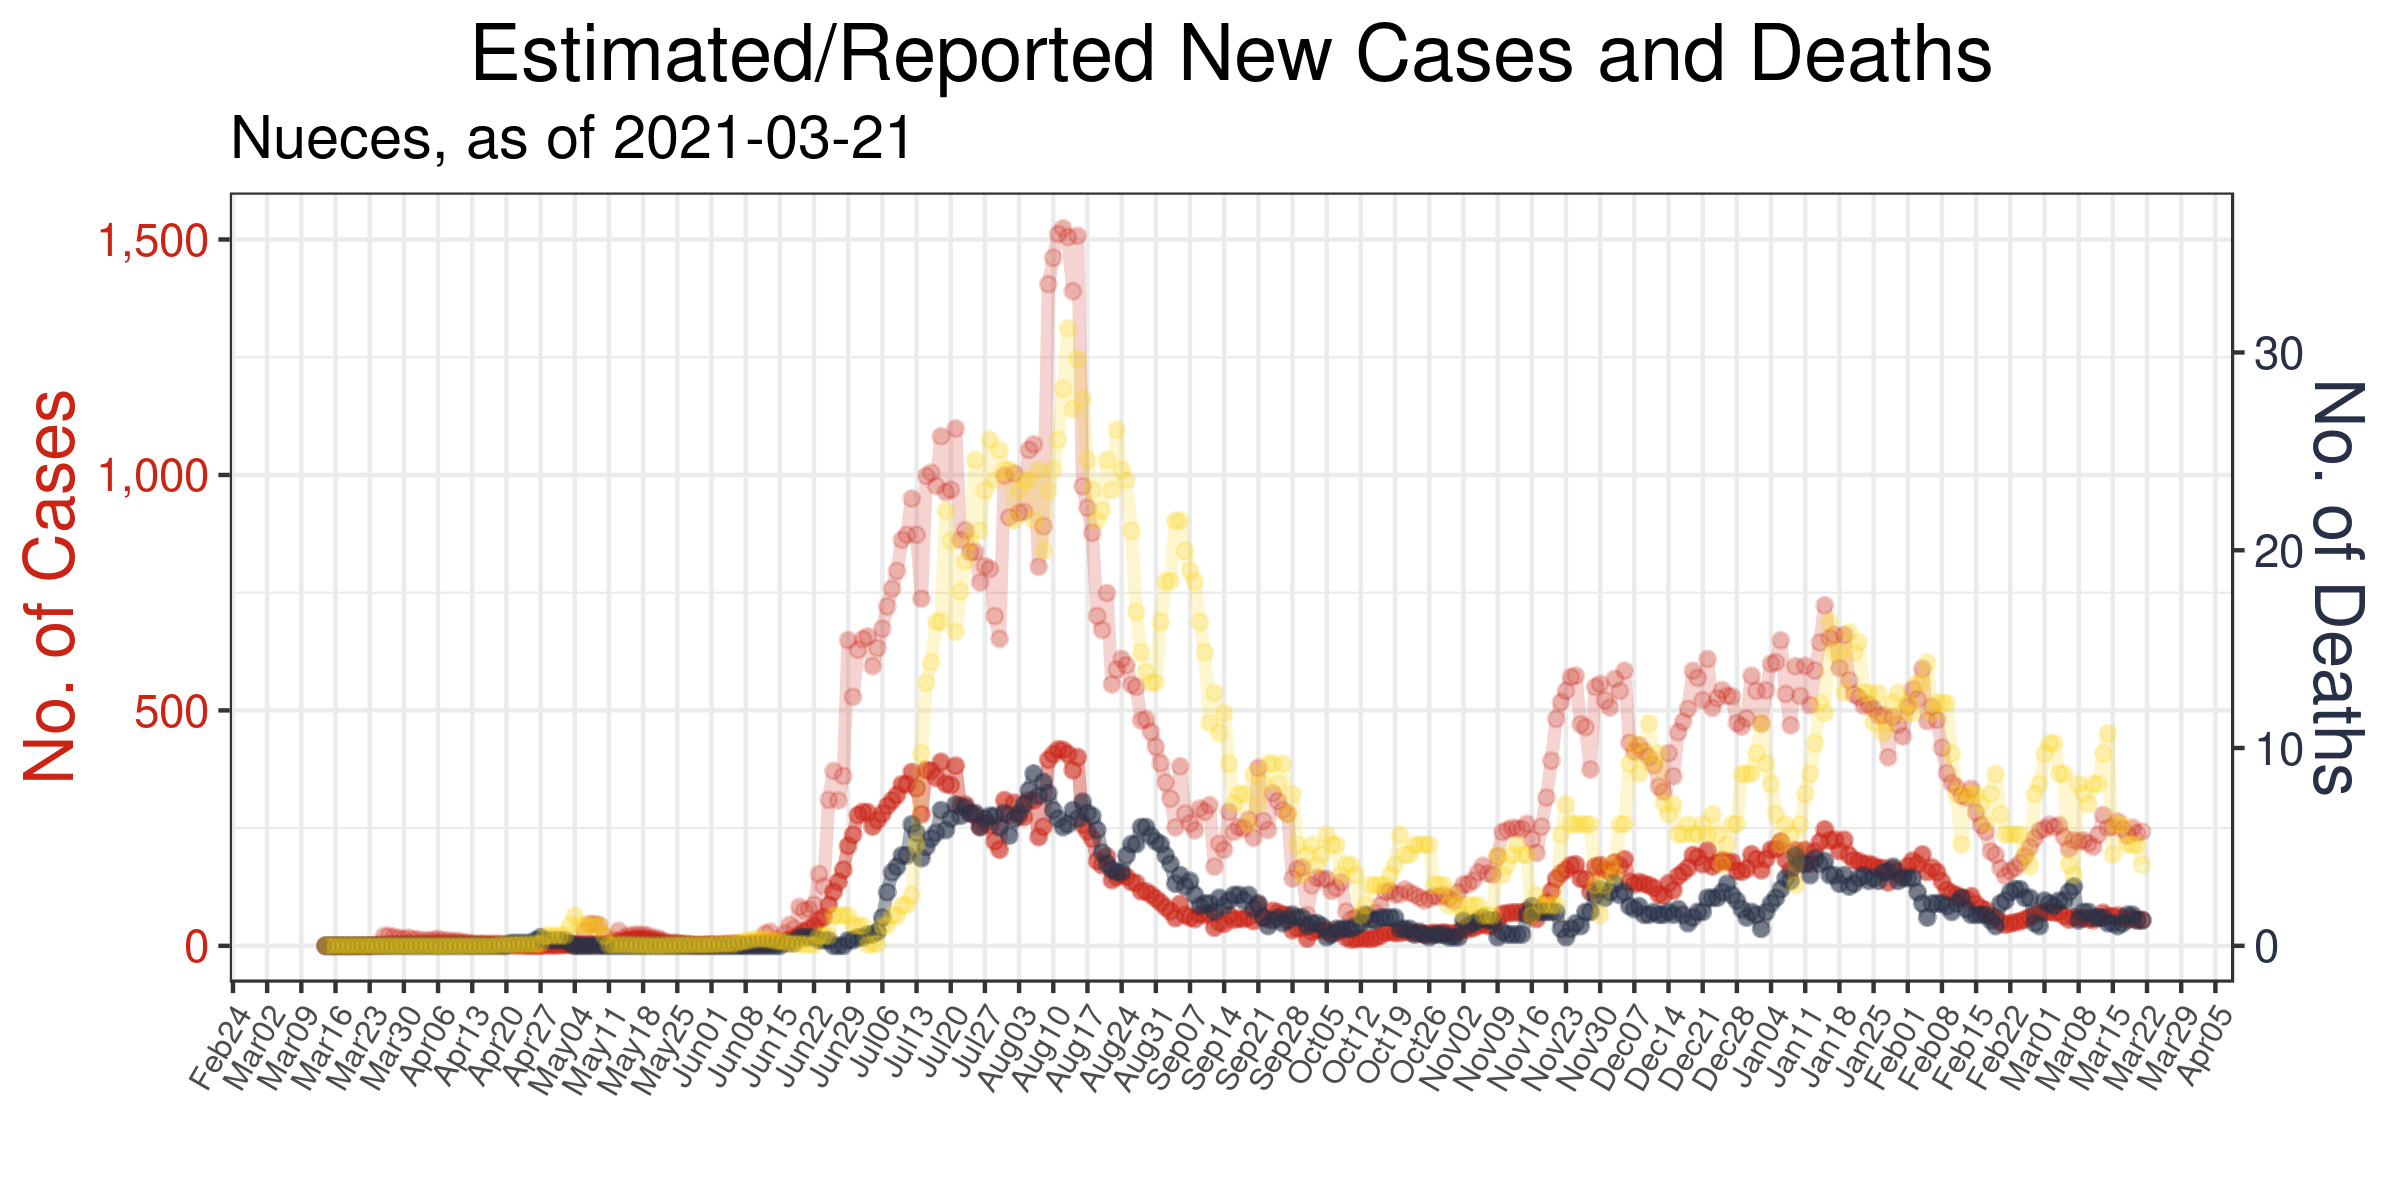 Estimated/Reported New Cases and Deaths
Nueces, as of 2021-03-21
No. of Cases
1,500
1,000
500
0
30
20
10
0
No. of Deaths
Feb24
Mar02
Mar09
Mar16
Mar23
Mar30
Apr06
Apr13
Apr20
Apr27
May04
May11
May18
May25
Jun01
Jun08
Jun15
Jun22
Jun29
Jul06
Jul13
Jul20
Jul27
Aug03
Aug10
Aug17
Aug24
Aug31
Sep07
Sep14
Sep21
Sep28
Oct05
Oct12
Oct19
Oct26
Nov02
Nov09
Nov16
Nov23
Nov30
Dec07
Dec14
Dec21
Dec28
Dec04
Jan11
Jan18
Jan18
Jan25
Feb01
Feb08
Feb15
Feb22
Mar01
Mar08
Mar15
Mar22
Mar29
Apr05